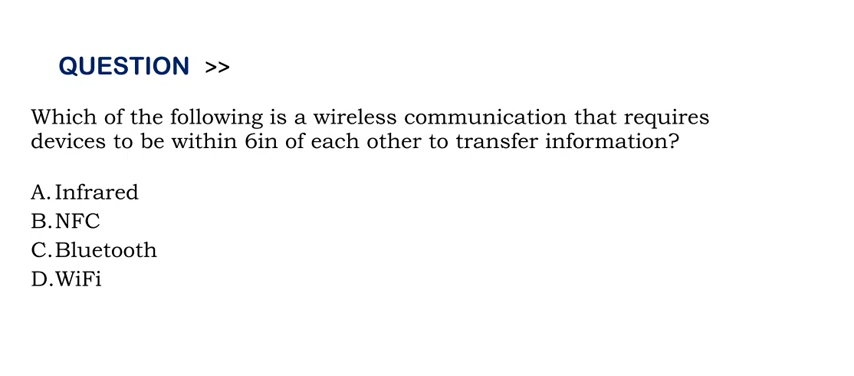 QUESTION >>
Which of the following is a wireless communication that requires
devices to be within 6in of each other to transfer information?
A. Infrared
B. NFC
C. Bluetooth
D. WiFi